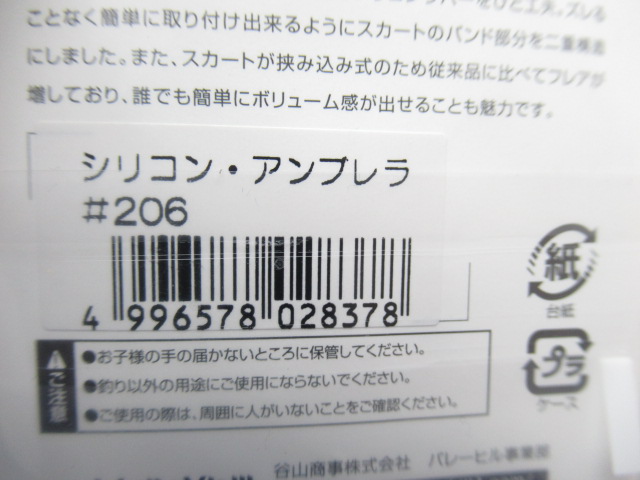 ことなく簡単に取り付け出来るようにスカートのバンド部分を二重構造
にしました。また、スカートが挟み込み式のため従来品に比べてフレアが
増しており、誰でも簡単にボリューム感が出せることも魅力です。
シリコン・アンブレラ
#206
4 996578 028378
紙
台紙
プラ
ケース
ご注意
●お子様の手の届かないところに保管してください。
●釣り以外の用途にご使用にならないでください。
●ご使用の際は、周囲に人がいないことをご確認ください。
谷山商事株式会社 バレーヒル事業部